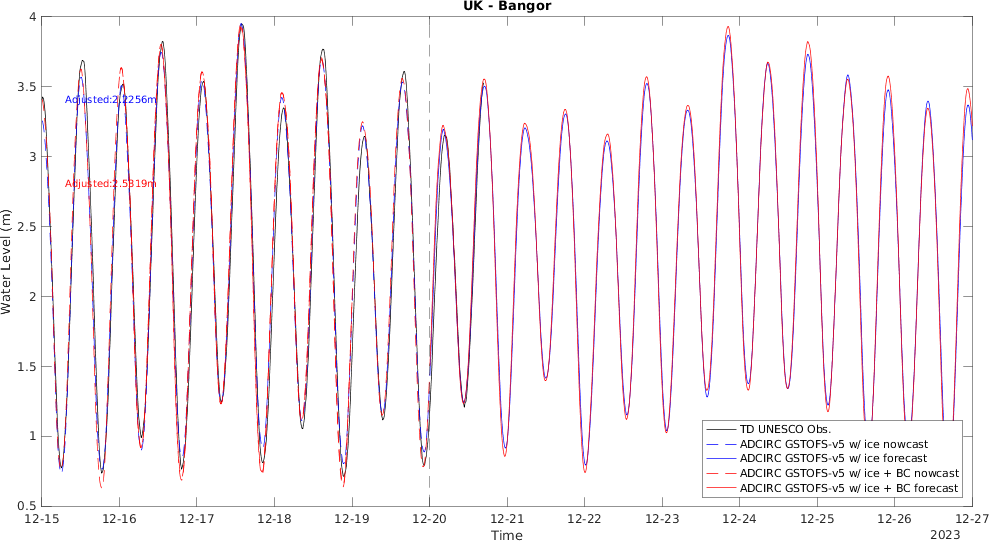 UK - Bangor
4
3.5
3
2.5
2
1.5
1
0.5
Water Level (m)
Adjusted:2.2256m
Adjusted:2.5319m
TD UNESCO Obs.
ADCIRC GSTOFS-v5 w/ ice nowcast
ADCIRC GSTOFS-v5 w/ ice forecast
ADCIRC GSTOFS-v5 w/ ice + BC nowcast
ADCIRC GSTOFS-v5 w/ ice + BC forecast
12-15 12-16 12-17 12-18 12-19 12-20 12-21 12-22 12-23 12-24 12-25 12-26 12-27
Time
2023